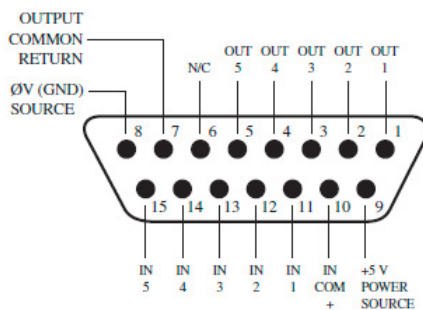 OUTPUT
COMMON
RETURN
ØV (GND)
SOURCE
N/C
OUT
5
OUT
4
OUT
3
OUT
2
OUT
1
8 7 6 5 4 3 2 1
15 14 13 12 11 10 9
IN
5
IN
4
IN
3
IN
2
IN
1
IN
COM
+
+5 V
POWER
SOURCE